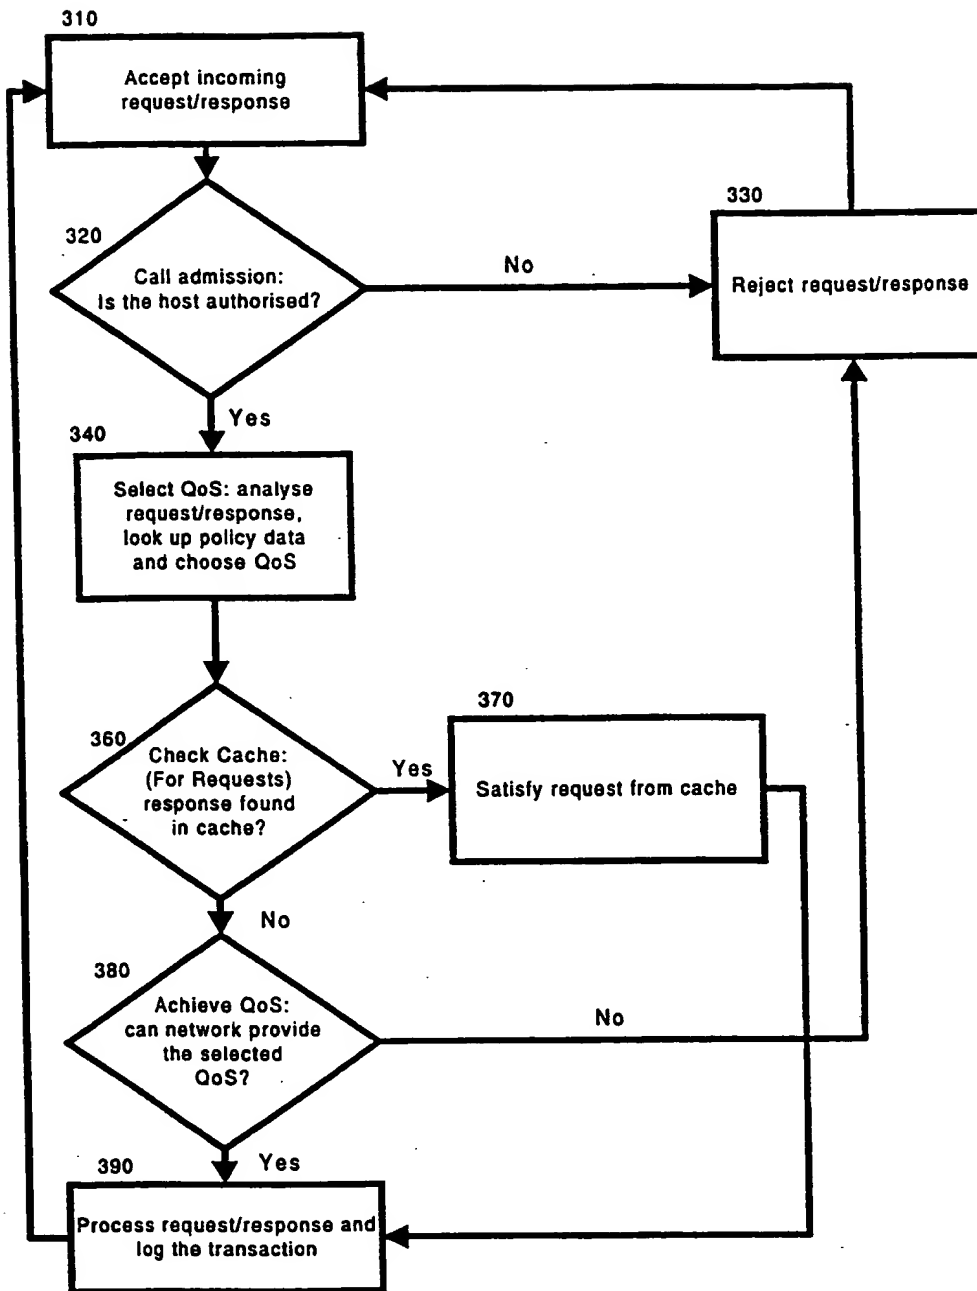 310
Accept incoming
request/response
320
Call admission:
Is the host authorised?
No
330
Reject request/response
Yes
340
Select QoS: analyse
request/response,
look up policy data
and choose QoS
360
Check Cache:
(For Requests)
response found
in cache?
Yes
370
Satisfy request from cache
No
380
Achieve QoS:
can network provide
the selected
QoS?
No
Yes
390
Process request/response and
log the transaction